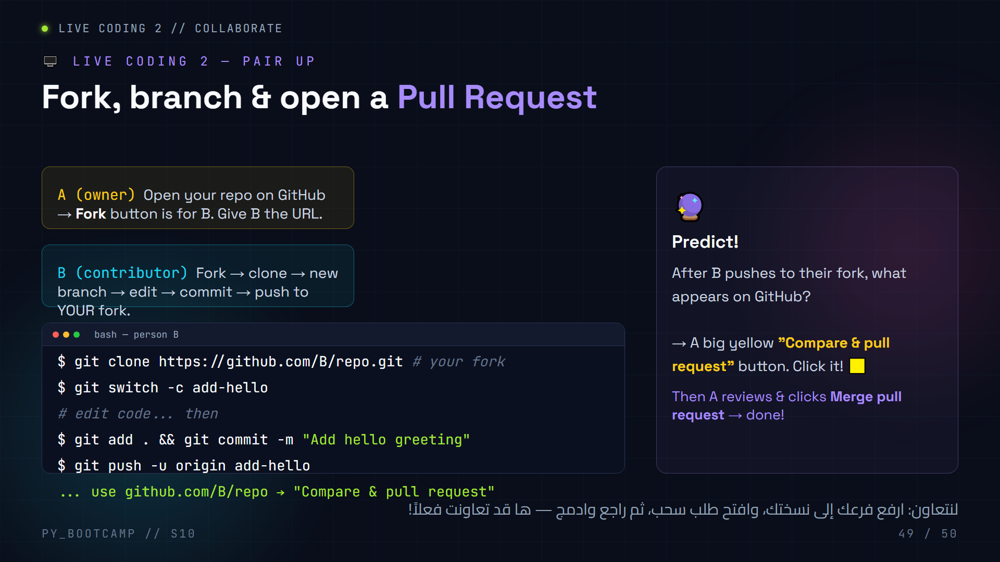 LIVE CODING 2 // COLLABORATE
LIVE CODING 2 — PAIR UP
Fork, branch & open a Pull Request
A (owner) Open your repo on GitHub
→ Fork button is for B. Give B the URL.
B (contributor) Fork → clone → new
branch → edit → commit → push to
YOUR fork.
bash — person B
$ git clone https://github.com/B/repo.git # your fork
$ git switch -c add-hello
# edit code... then
$ git add . && git commit -m "Add hello greeting"
$ git push -u origin add-hello
... use github.com/B/repo → "Compare & pull request"
Predict!
After B pushes to their fork, what
appears on GitHub?
→ A big yellow "Compare & pull
request" button. Click it!
Then A reviews & clicks Merge pull
request → done!
لنتعاون: ارفع فرعك إلى نسختك، وافتح طلب سحب، ثم راجع وادمج — ها قد تعاونت فعلاً!
PY_BOOTCAMP // S10
49 / 50